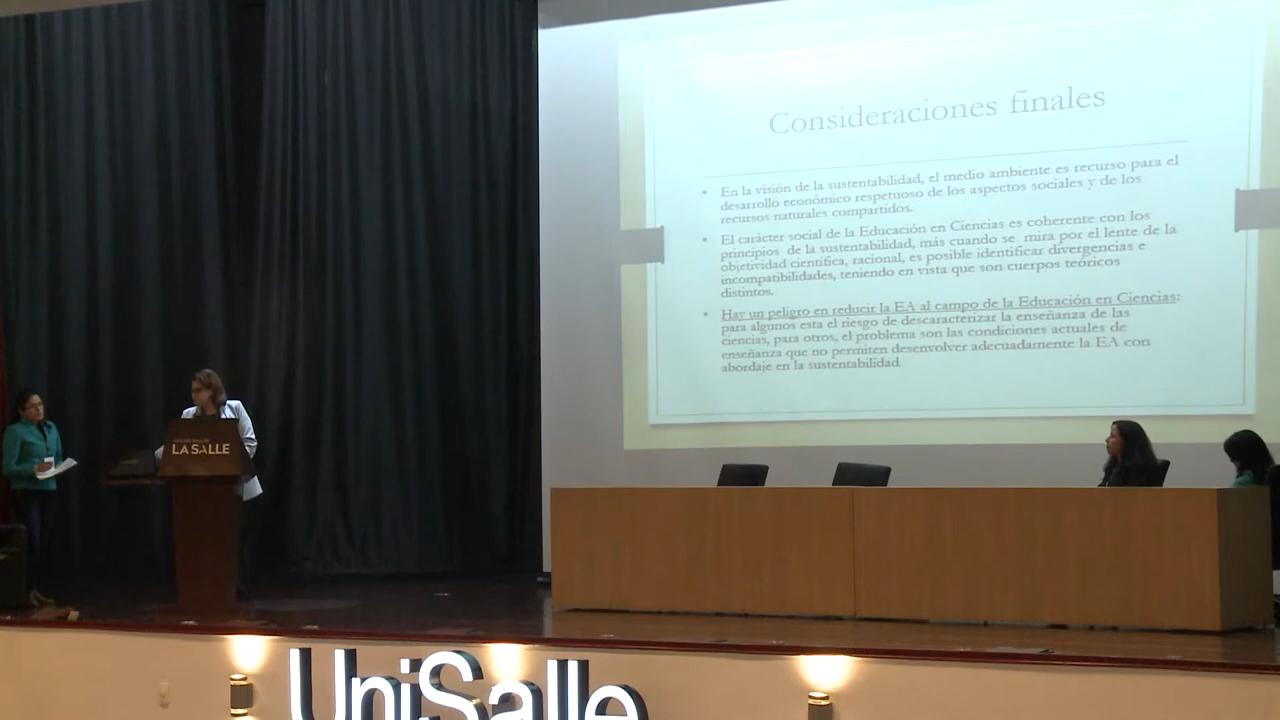 Consideraciones finales
• En la visión de la sustentabilidad, el medio ambiente es recurso para el
desarrollo económico respetuoso de los aspectos sociales y de los
recursos naturales compartidos.
• El carácter social de la Educación en Ciencias es coherente con los
principios de la sustentabilidad, más cuando se mira por el lente de la
objetividad científica, racional, es posible identificar divergencias e
incompatibilidades, teniendo en vista que son cuerpos teóricos
distintos.
• Hay un peligro en reducir la EA al campo de la Educación en Ciencias:
para algunos esta el riesgo de descaracterizar la enseñanza de las
ciencias, para otros, el problema son las condiciones actuales de
enseñanza que no permiten desenvolver adecuadamente la EA con
abordaje en la sustentabilidad.
LA SALLE
UniSalle